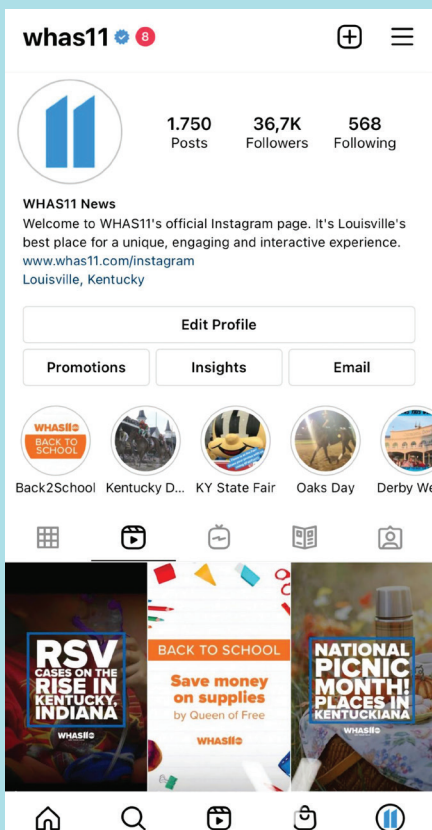 whas11 8
1.750 36,7K 568
Posts Followers Following
WHAS11 News
Welcome to WHAS11's official Instagram page. It's Louisville's
best place for a unique, engaging and interactive experience.
www.whas11.com/instagram
Louisville, Kentucky
Edit Profile
Promotions Insights Email
WHAS11
BACK TO
SCHOOL
Back2School Kentucky D... KY State Fair Oaks Day Derby We
RSV
CASES ON THE
RISE IN
KENTUCKY,
INDIANA
WHAS11
BACK TO SCHOOL
Save money
on supplies
by Queen of Free
WHAS11
NATIONAL
PICNIC
MONTH!
PLACES IN
KENTUCKIANA
WHAS11